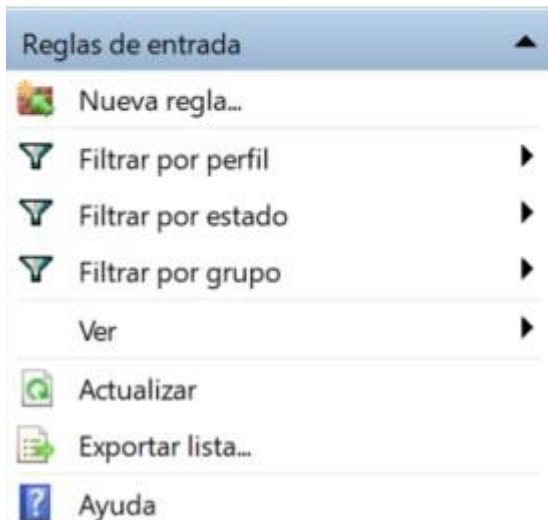 Reglas de entrada
Nueva regla...
Filtrar por perfil
Filtrar por estado
Filtrar por grupo
Ver
Actualizar
Exportar lista...
Ayuda